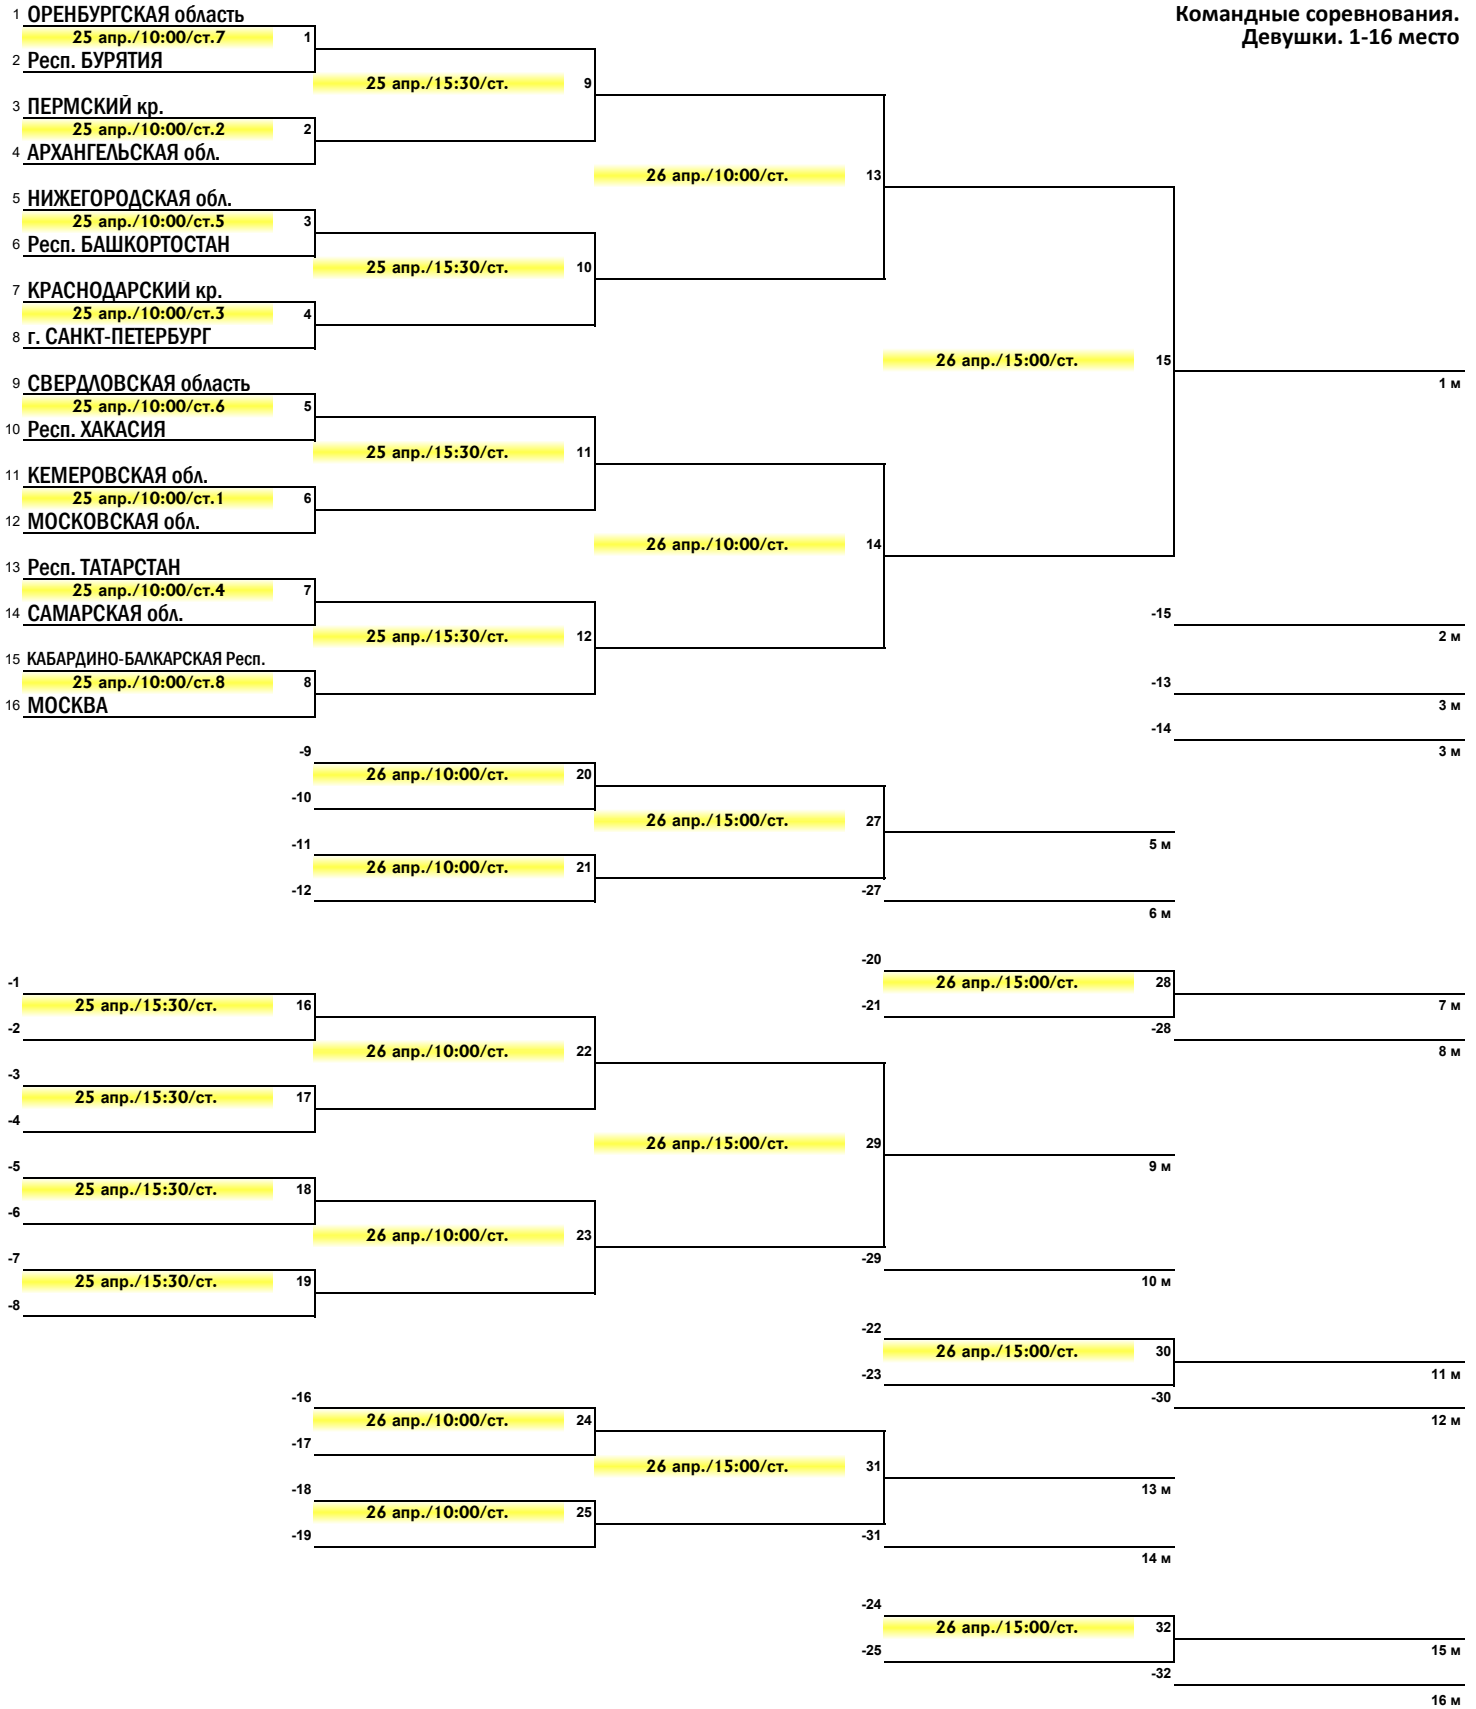 Командные соревнования.
Девушки. 1-16 место
1 ОРЕНБУРГСКАЯ область
25 апр./10:00/ст.7 1
2 Респ. БУРЯТИЯ
25 апр./15:30/ст. 9
3 ПЕРМСКИЙ кр.
25 апр./10:00/ст.2 2
4 АРХАНГЕЛЬСКАЯ обл.
26 апр./10:00/ст. 13
5 НИЖЕГОРОДСКАЯ обл.
25 апр./10:00/ст.5 3
6 Респ. БАШКОРТОСТАН
25 апр./15:30/ст. 10
7 КРАСНОДАРСКИЙ кр.
25 апр./10:00/ст.3 4
8 г. САНКТ-ПЕТЕРБУРГ
26 апр./15:00/ст. 15
1 м
9 СВЕРДЛОВСКАЯ область
25 апр./10:00/ст.6 5
10 Респ. ХАКАСИЯ
25 апр./15:30/ст. 11
11 КЕМЕРОВСКАЯ обл.
25 апр./10:00/ст.1 6
12 МОСКОВСКАЯ обл.
26 апр./10:00/ст. 14
13 Респ. ТАТАРСТАН
25 апр./10:00/ст.4 7
14 САМАРСКАЯ обл.
-15
25 апр./15:30/ст. 12
2 м
15 КАБАРДИНО-БАЛКАРСКАЯ Респ.
25 апр./10:00/ст.8 8
-13
16 МОСКВА
3 м
-14
3 м
-9
26 апр./10:00/ст. 20
-10
26 апр./15:00/ст. 27
-11
5 м
26 апр./10:00/ст. 21
-12
-27
6 м
-20
-1
26 апр./15:00/ст. 28
25 апр./15:30/ст. 16
-21
7 м
-2
-28
26 апр./10:00/ст. 22
8 м
-3
25 апр./15:30/ст. 17
-4
26 апр./15:00/ст. 29
-5
9 м
25 апр./15:30/ст. 18
-6
26 апр./10:00/ст. 23
-7
-29
25 апр./15:30/ст. 19
10 м
-8
-22
26 апр./15:00/ст. 30
-23
11 м
-16
-30
26 апр./10:00/ст. 24
12 м
-17
26 апр./15:00/ст. 31
-18
13 м
26 апр./10:00/ст. 25
-19
-31
14 м
-24
26 апр./15:00/ст. 32
-25
15 м
-32
16 м